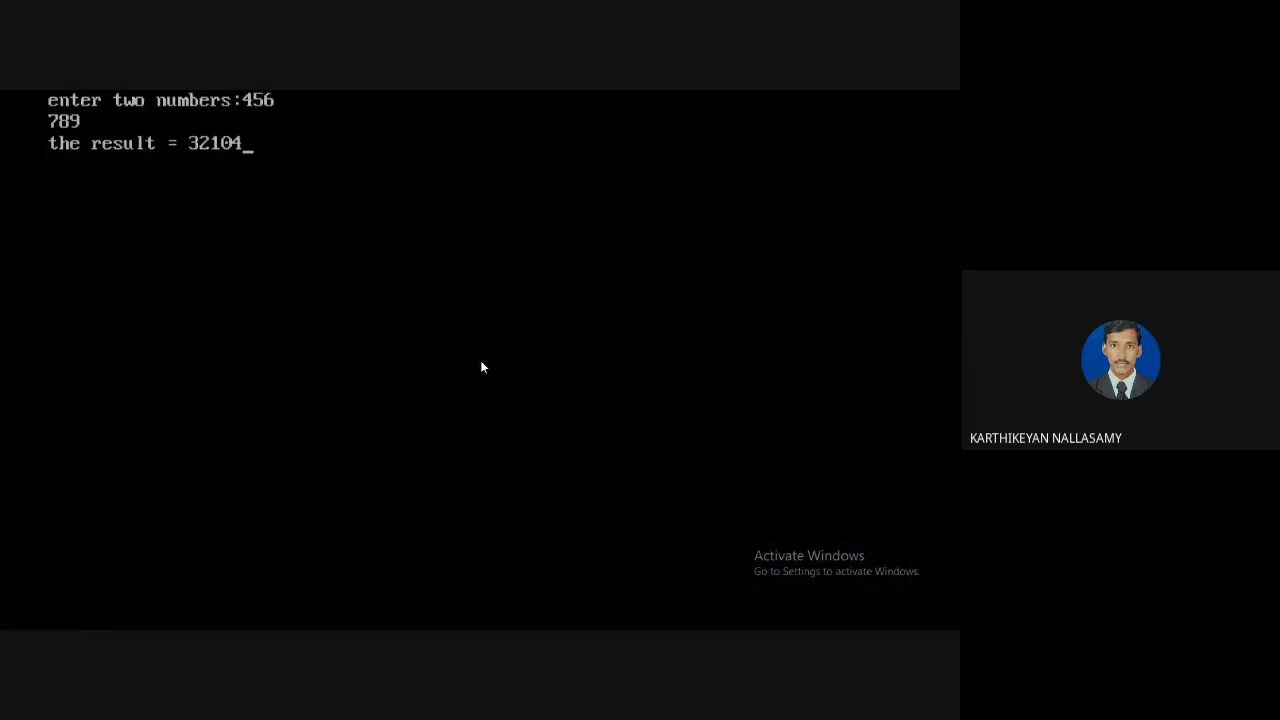 enter two numbers:456
789
the result = 32104_
KARTHIKEYAN NALLASAMY
Activate Windows
Go to Settings to activate Windows.